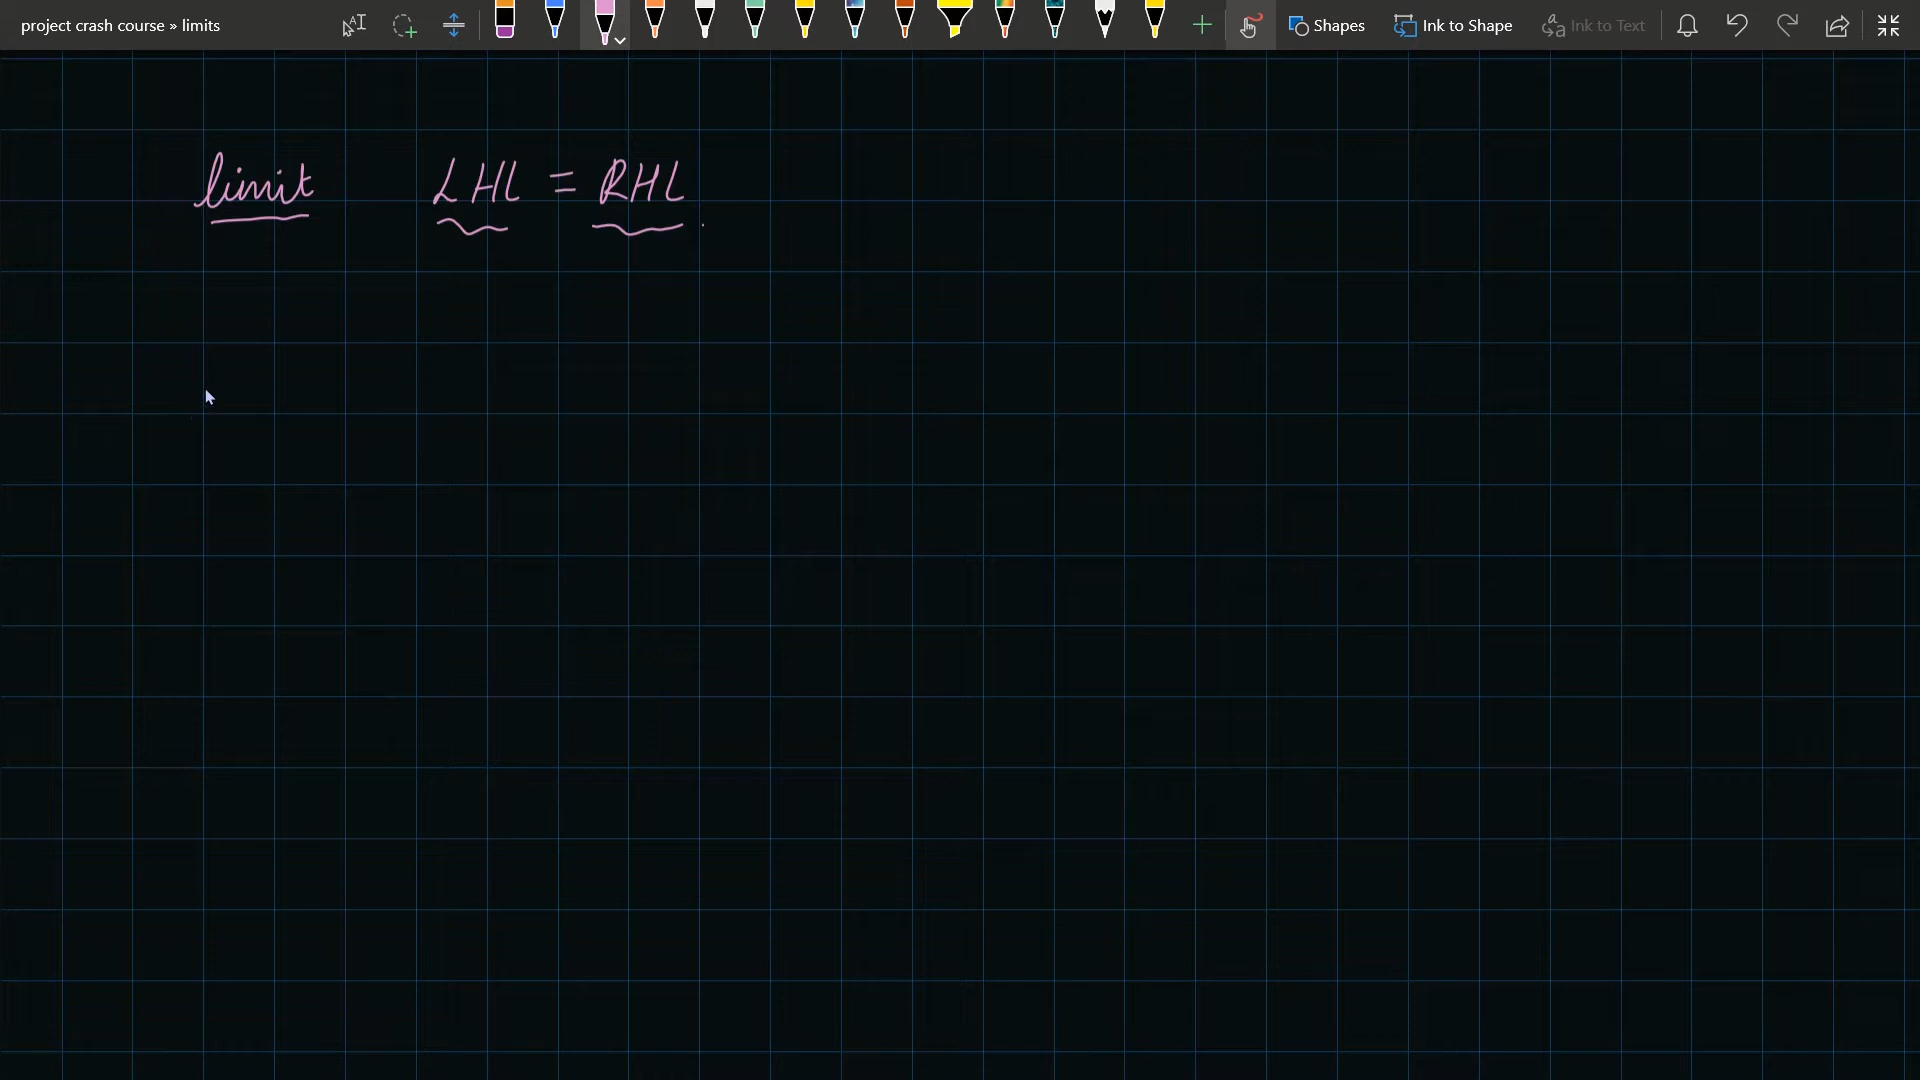 project crash course » limits Shapes Ink to Shape Ink to Text
limit LHL = RHL.